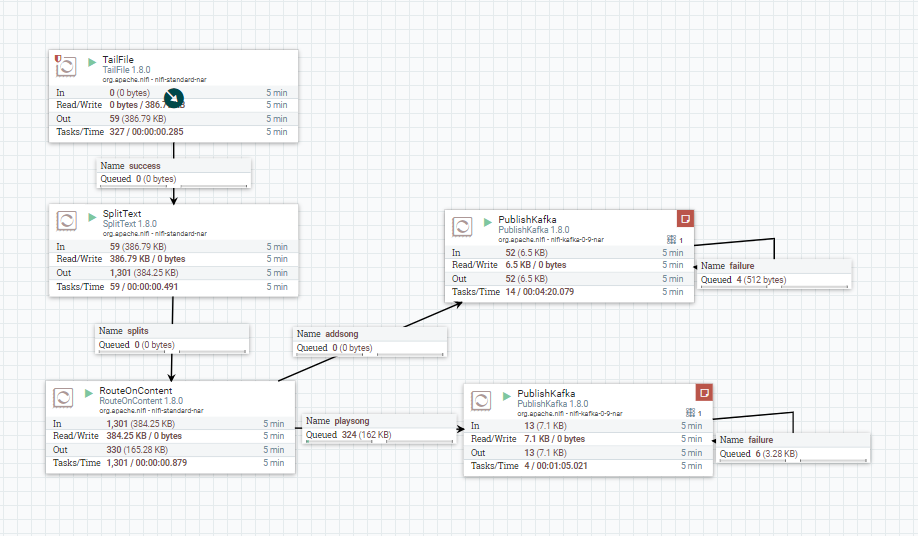 TailFile
TailFile 1.8.0
org.apache.nifi - nifi-standard-nar
In 0 (0 bytes) 5 min
Read/Write 0 bytes / 386.79 KB 5 min
Out 59 (386.79 KB) 5 min
Tasks/Time 327 / 00:00:00.285 5 min
Name success
Queued 0 (0 bytes)
SplitText
SplitText 1.8.0
org.apache.nifi - nifi-standard-nar
In 59 (386.79 KB) 5 min
Read/Write 386.79 KB / 0 bytes 5 min
Out 1,301 (384.25 KB) 5 min
Tasks/Time 59 / 00:00:00.491 5 min
Name splits
Queued 0 (0 bytes)
RouteOnContent
RouteOnContent 1.8.0
org.apache.nifi - nifi-standard-nar
In 1,301 (384.25 KB) 5 min
Read/Write 384.25 KB / 0 bytes 5 min
Out 330 (165.28 KB) 5 min
Tasks/Time 1,301 / 00:00:00.879 5 min
Name addsong
Queued 0 (0 bytes)
PublishKafka
PublishKafka 1.8.0
org.apache.nifi - nifi-kafka-0-9-nar
1
In 52 (6.5 KB) 5 min
Read/Write 6.5 KB / 0 bytes 5 min
Out 52 (6.5 KB) 5 min
Tasks/Time 14 / 00:04:20.079 5 min
Name failure
Queued 4 (512 bytes)
Name playsong
Queued 324 (162 KB)
PublishKafka
PublishKafka 1.8.0
org.apache.nifi - nifi-kafka-0-9-nar
1
In 13 (7.1 KB) 5 min
Read/Write 7.1 KB / 0 bytes 5 min
Out 13 (7.1 KB) 5 min
Tasks/Time 4 / 00:01:05.021 5 min
Name failure
Queued 6 (3.28 KB)